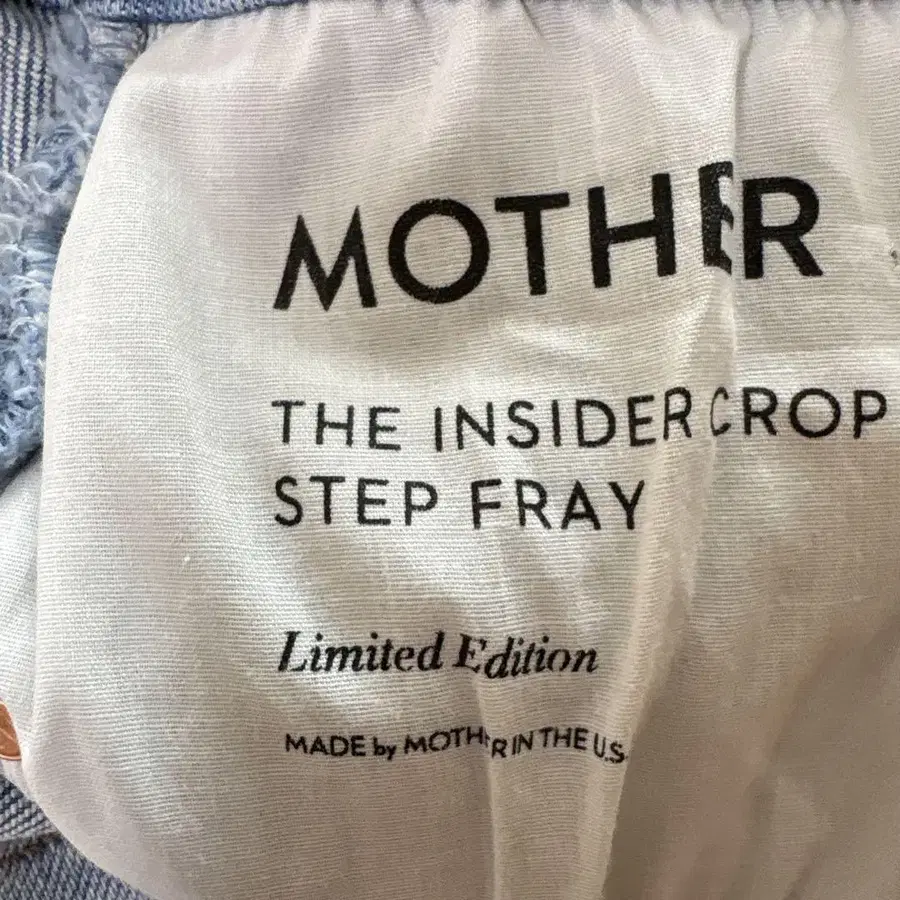 MOTHER
THE INSIDER CROP
STEP FRAY
Limited Edition
MADE by MOTHER IN THE U.S.